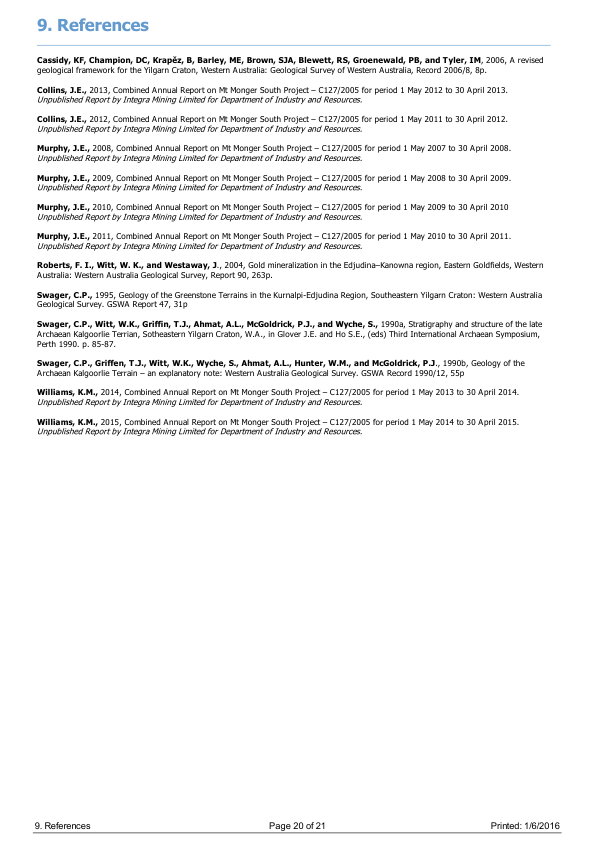 9. References
Cassidy, KF, Champion, DC, Krapěz, B, Barley, ME, Brown, SJA, Blewett, RS, Groenewald, PB, and Tyler, IM, 2006, A revised
geological framework for the Yilgarn Craton, Western Australia: Geological Survey of Western Australia, Record 2006/8, 8p.
Collins, J.E., 2013, Combined Annual Report on Mt Monger South Project – C127/2005 for period 1 May 2012 to 30 April 2013.
Unpublished Report by Integra Mining Limited for Department of Industry and Resources.
Collins, J.E., 2012, Combined Annual Report on Mt Monger South Project – C127/2005 for period 1 May 2011 to 30 April 2012.
Unpublished Report by Integra Mining Limited for Department of Industry and Resources.
Murphy, J.E., 2008, Combined Annual Report on Mt Monger South Project – C127/2005 for period 1 May 2007 to 30 April 2008.
Unpublished Report by Integra Mining Limited for Department of Industry and Resources.
Murphy, J.E., 2009, Combined Annual Report on Mt Monger South Project – C127/2005 for period 1 May 2008 to 30 April 2009.
Unpublished Report by Integra Mining Limited for Department of Industry and Resources.
Murphy, J.E., 2010, Combined Annual Report on Mt Monger South Project – C127/2005 for period 1 May 2009 to 30 April 2010
Unpublished Report by Integra Mining Limited for Department of Industry and Resources.
Murphy, J.E., 2011, Combined Annual Report on Mt Monger South Project – C127/2005 for period 1 May 2010 to 30 April 2011.
Unpublished Report by Integra Mining Limited for Department of Industry and Resources.
Roberts, F. I., Witt, W. K., and Westaway, J., 2004, Gold mineralization in the Edjudina–Kanowna region, Eastern Goldfields, Western
Australia: Western Australia Geological Survey, Report 90, 263p.
Swager, C.P., 1995, Geology of the Greenstone Terrains in the Kurnalpi-Edjudina Region, Southeastern Yilgarn Craton: Western Australia
Geological Survey. GSWA Report 47, 31p
Swager, C.P., Witt, W.K., Griffin, T.J., Ahmat, A.L., McGoldrick, P.J., and Wyche, S., 1990a, Stratigraphy and structure of the late
Archaean Kalgoorlie Terrian, Sotheastern Yilgarn Craton, W.A., in Glover J.E. and Ho S.E., (eds) Third International Archaean Symposium,
Perth 1990. p. 85-87.
Swager, C.P., Griffen, T.J., Witt, W.K., Wyche, S., Ahmat, A.L., Hunter, W.M., and McGoldrick, P.J., 1990b, Geology of the
Archaean Kalgoorlie Terrain – an explanatory note: Western Australia Geological Survey. GSWA Record 1990/12, 55p
Williams, K.M., 2014, Combined Annual Report on Mt Monger South Project – C127/2005 for period 1 May 2013 to 30 April 2014.
Unpublished Report by Integra Mining Limited for Department of Industry and Resources.
Williams, K.M., 2015, Combined Annual Report on Mt Monger South Project – C127/2005 for period 1 May 2014 to 30 April 2015.
Unpublished Report by Integra Mining Limited for Department of Industry and Resources.
9. References Page 20 of 21 Printed: 1/6/2016